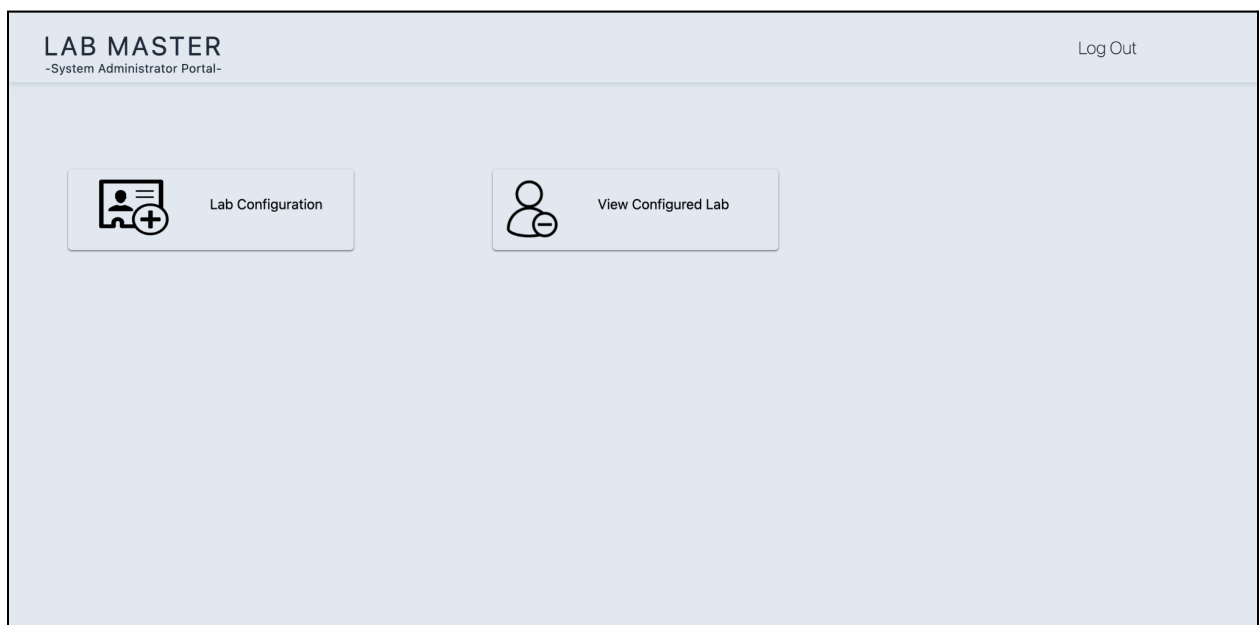 LAB MASTER
-System Administrator Portal-
Log Out
Lab Configuration
View Configured Lab